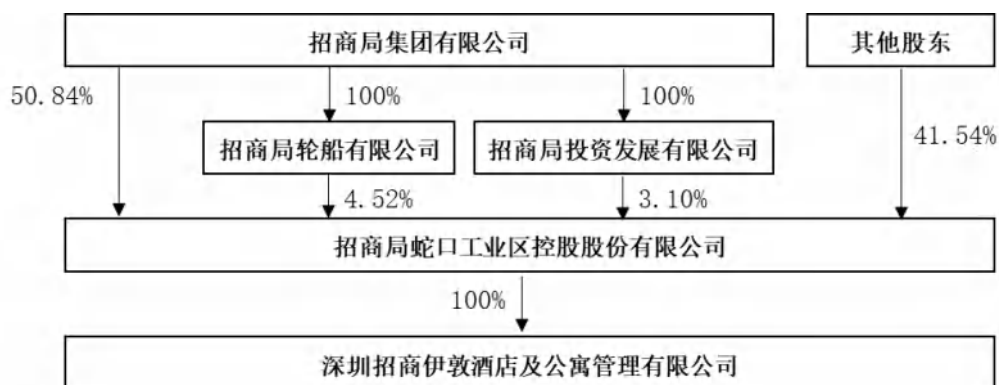 招商局集团有限公司
其他股东
50.84%
100%
100%
41.54%
招商局轮船有限公司
招商局投资发展有限公司
4.52%
3.10%
招商局蛇口工业区控股股份有限公司
100%
深圳招商伊敦酒店及公寓管理有限公司